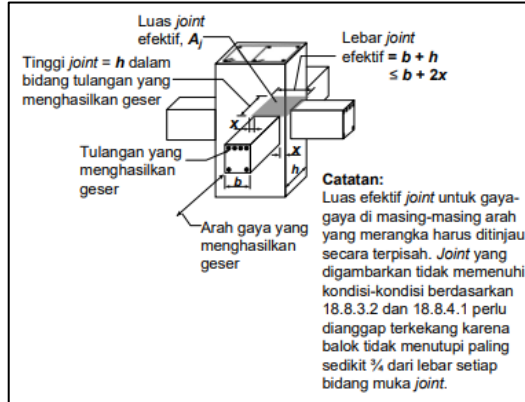 Luas joint
efektif, Aj
Lebar joint
efektif = b + h
≤ b + 2x
Tinggi joint = h dalam
bidang tulangan yang
menghasilkan geser
x
x
Tulangan yang
menghasilkan
geser
b
h
Arah gaya yang
menghasilkan
geser
Catatan:
Luas efektif joint untuk gaya-
gaya di masing-masing arah
yang merangka harus ditinjau
secara terpisah. Joint yang
digambarkan tidak memenuhi
kondisi-kondisi berdasarkan
18.8.3.2 dan 18.8.4.1 perlu
dianggap terkekang karena
balok tidak menutupi paling
sedikit ¾ dari lebar setiap
bidang muka joint.